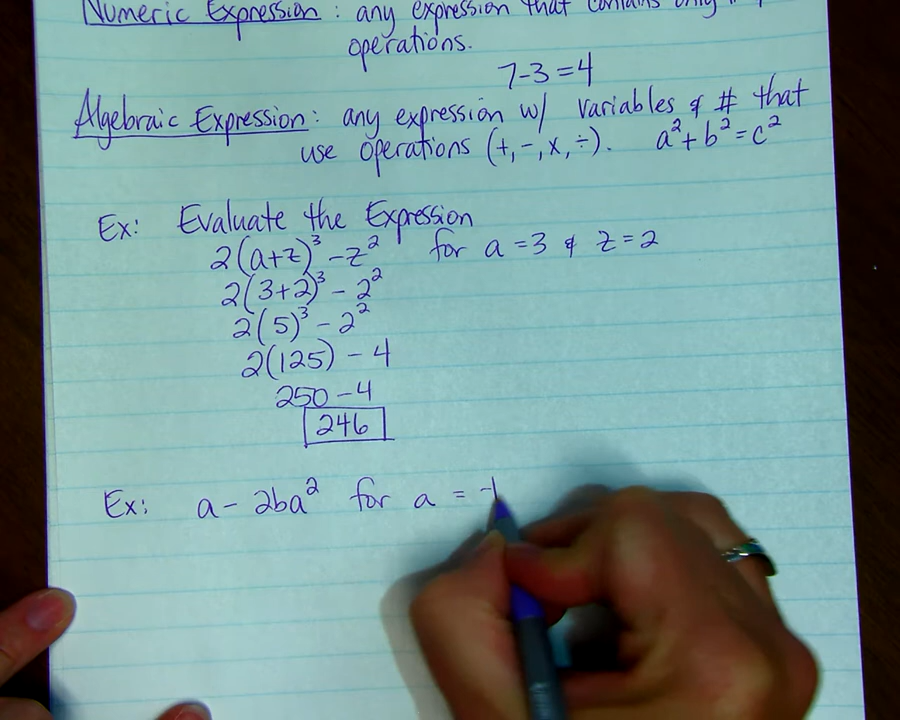 Numeric Expression: any expression that contains only
operations.
7-3=4
Algebraic Expression: any expression w/ variables & # that
use operations (+,-,x,÷). a²+b²=c²
Ex: Evaluate the Expression
2(a+z)³-z² for a=3 & z=2
2(3+2)³-2²
2(5)³-2²
2(125)-4
250-4
246
Ex: a-2ba² for a=-1